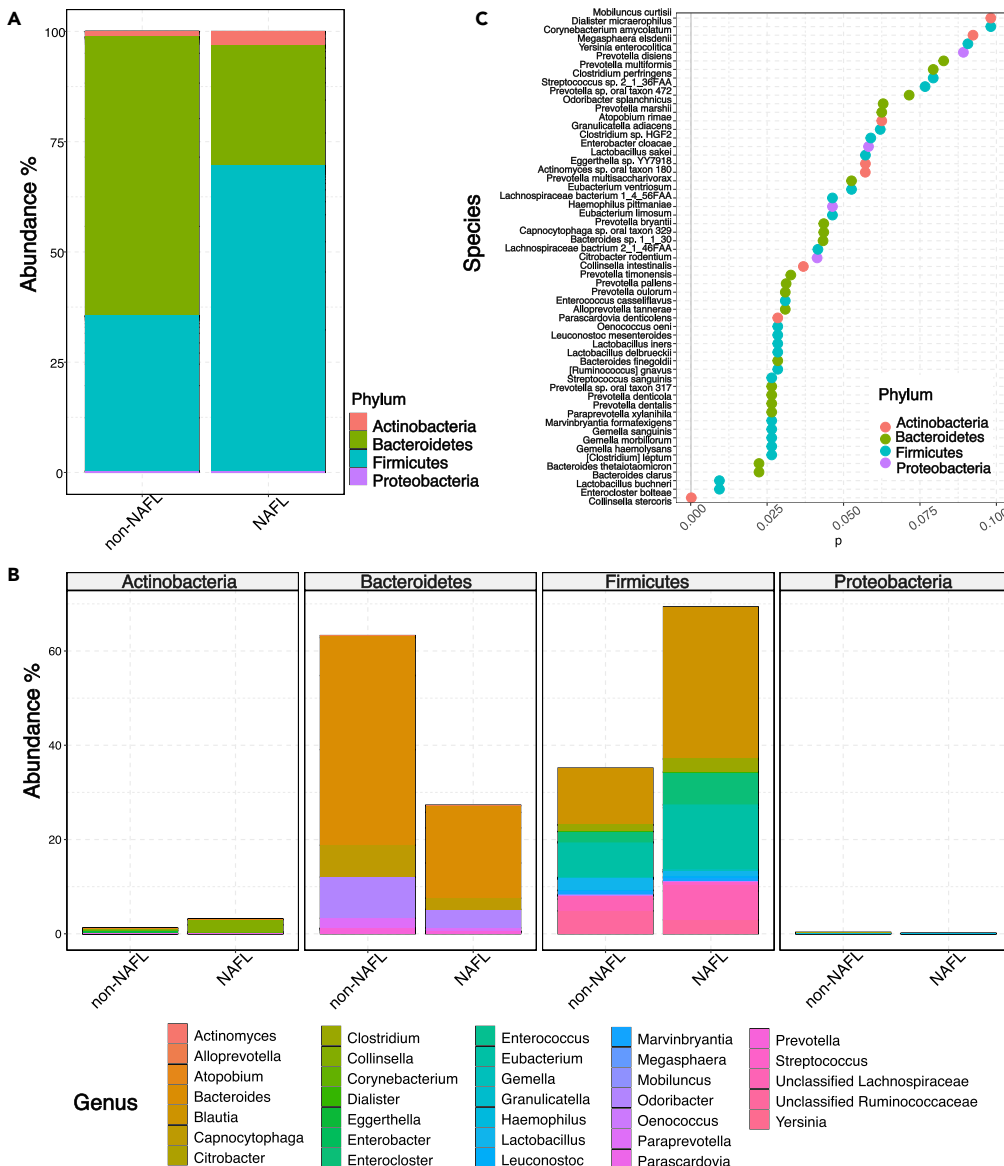 A
100
75
50
25
0
Abundance %
non-NAFL
NAFL
Phylum
Actinobacteria
Bacteroidetes
Firmicutes
Proteobacteria
C
Species
Mobiluncus curtisii
Dialister micraerophilus
Corynebacterium amycolatum
Megasphaera elsdenii
Yersinia enterocolitica
Prevotella disiens
Prevotella multiformis
Clostridium perfringens
Streptococcus sp. 2_1_36FAA
Prevotella sp. oral taxon 472
Odoribacter splanchnicus
Prevotella marshii
Atopobium rimae
Granulicatella adiacens
Clostridium sp. HGF2
Enterobacter cloacae
Lactobacillus sakei
Eggerthella sp. YY7918
Actinomyces sp. oral taxon 180
Prevotella multisaccharivorax
Eubacterium ventriosum
Lachnospiraceae bacterium 1_4_56FAA
Haemophilus pittmaniae
Eubacterium limosum
Prevotella bryantii
Capnocytophaga sp. oral taxon 329
Bacteroides sp. 1_1_30
Lachnospiraceae bactrium 2_1_46FAA
Citrobacter rodentium
Collinsella intestinalis
Prevotella timonensis
Prevotella pallens
Prevotella oulorum
Enterococcus casseliflavus
Alloprevotella tannerae
Parascardovia denticolens
Oenococcus oeni
Leuconostoc mesenteroides
Lactobacillus iners
Lactobacillus delbrueckii
Bacteroides finegoldii
[Ruminococcus] gnavus
Streptococcus sanguinis
Prevotella sp. oral taxon 317
Prevotella denticola
Prevotella dentalis
Paraprevotella xylanihila
Marvinbryantia formatexigens
Gemella sanguinis
Gemella morbillorum
Gemella haemolysans
[Clostridium] leptum
Bacteroides thetaiotaomicron
Bacteroides clarus
Lactobacillus buchneri
Enterocloster bolteae
Collinsella stercoris
0.000
0.025
0.050
0.075
0.100
p
Phylum
Actinobacteria
Bacteroidetes
Firmicutes
Proteobacteria
B
Actinobacteria
Bacteroidetes
Firmicutes
Proteobacteria
Abundance %
60
40
20
0
non-NAFL
NAFL
non-NAFL
NAFL
non-NAFL
NAFL
non-NAFL
NAFL
Genus
Actinomyces
Alloprevotella
Atopobium
Bacteroides
Blautia
Capnocytophaga
Citrobacter
Clostridium
Collinsella
Corynebacterium
Dialister
Eggerthella
Enterobacter
Enterocloster
Enterococcus
Eubacterium
Gemella
Granulicatella
Haemophilus
Lactobacillus
Leuconostoc
Marvinbryantia
Megasphaera
Mobiluncus
Odoribacter
Oenococcus
Paraprevotella
Parascardovia
Prevotella
Streptococcus
Unclassified Lachnospiraceae
Unclassified Ruminococcaceae
Yersinia